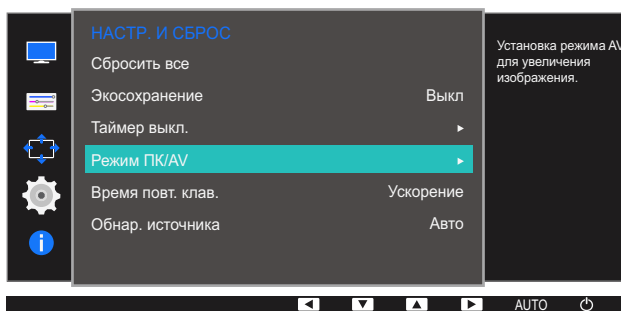 НАСТР. И СБРОС
Сбросить все
Экосохранение Выкл
Таймер выкл.
Режим ПК/AV
Время повт. клав. Ускорение
Обнар. источника Авто
Установка режима AV
для увеличения
изображения.
AUTO